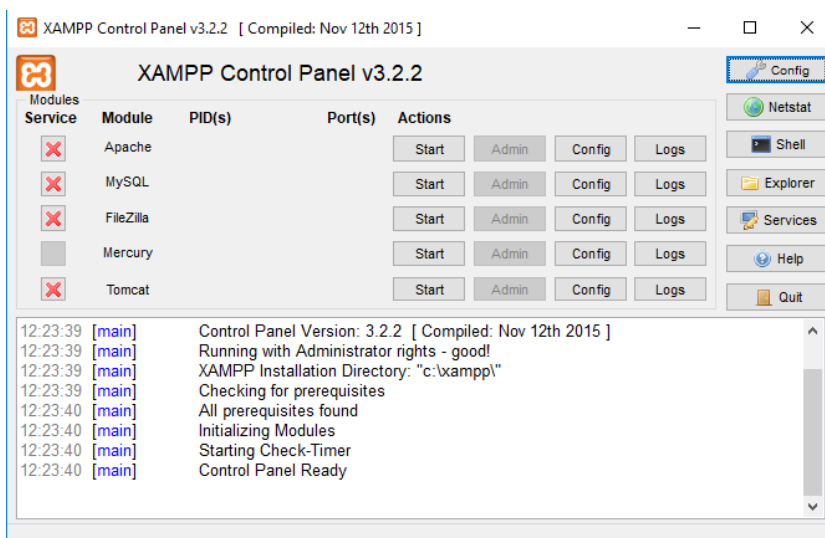 XAMPP Control Panel v3.2.2 [ Compiled: Nov 12th 2015 ]
XAMPP Control Panel v3.2.2
Config
Modules
Service Module PID(s) Port(s) Actions
Netstat
Apache Start Admin Config Logs
Shell
MySQL Start Admin Config Logs
Explorer
FileZilla Start Admin Config Logs
Services
Mercury Start Admin Config Logs
Help
Tomcat Start Admin Config Logs
Quit
12:23:39 [main] Control Panel Version: 3.2.2 [ Compiled: Nov 12th 2015 ]
12:23:39 [main] Running with Administrator rights - good!
12:23:39 [main] XAMPP Installation Directory: "c:\xampp\"
12:23:39 [main] Checking for prerequisites
12:23:40 [main] All prerequisites found
12:23:40 [main] Initializing Modules
12:23:40 [main] Starting Check-Timer
12:23:40 [main] Control Panel Ready